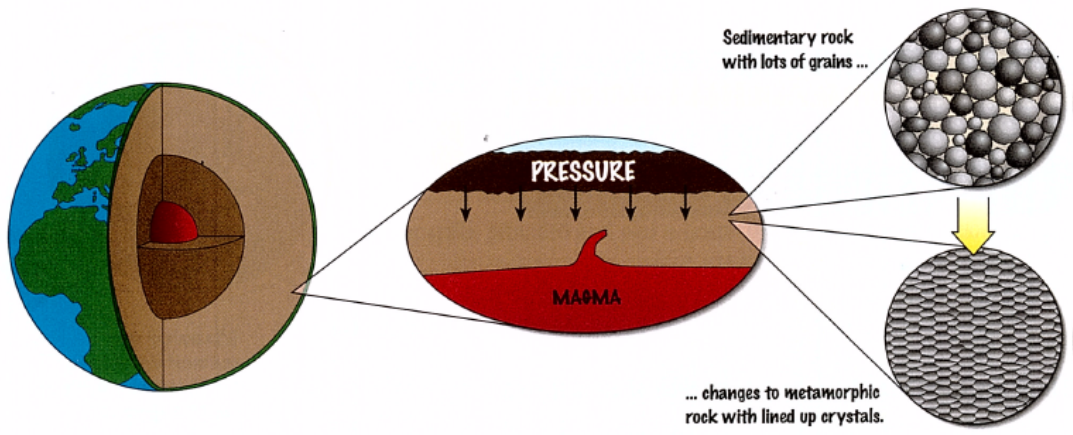 Sedimentary rock
with lots of grains ...
PRESSURE
MAGMA
... changes to metamorphic
rock with lined up crystals.